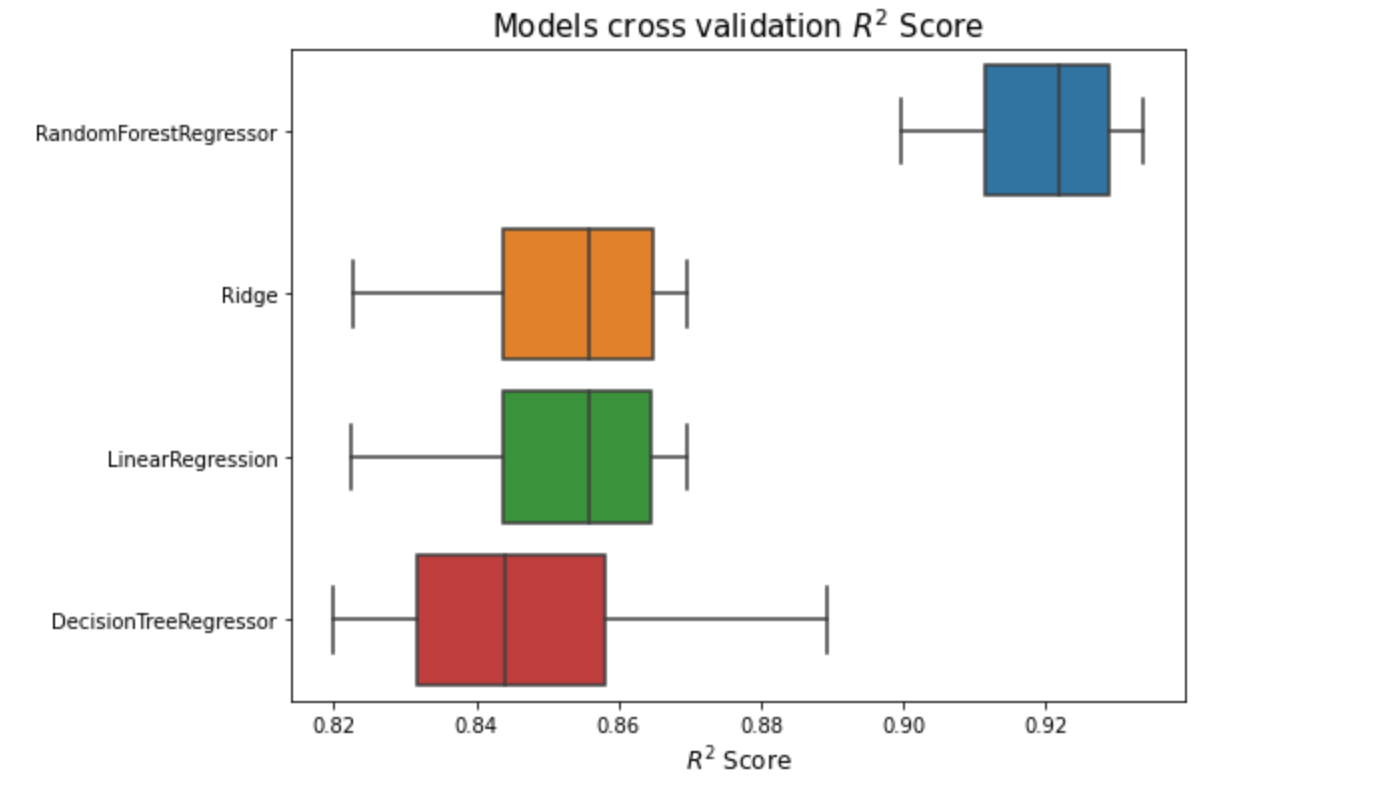 Models cross validation R² Score
RandomForestRegressor
Ridge
LinearRegression
DecisionTreeRegressor
0.82 0.84 0.86 0.88 0.90 0.92
R² Score